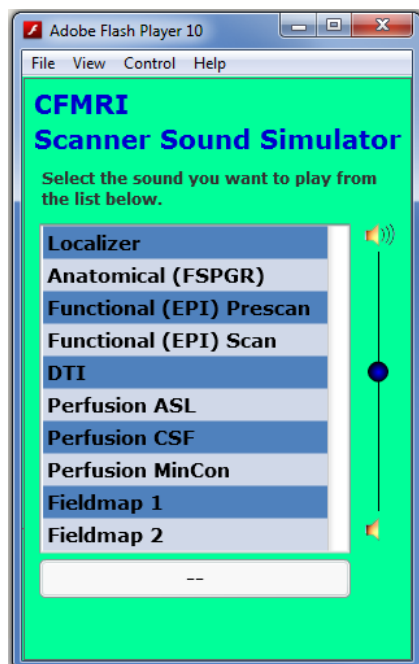 Adobe Flash Player 10
File View Control Help
CFMRI
Scanner Sound Simulator
Select the sound you want to play from
the list below.
Localizer
Anatomical (FSPGR)
Functional (EPI) Prescan
Functional (EPI) Scan
DTI
Perfusion ASL
Perfusion CSF
Perfusion MinCon
Fieldmap 1
Fieldmap 2
--